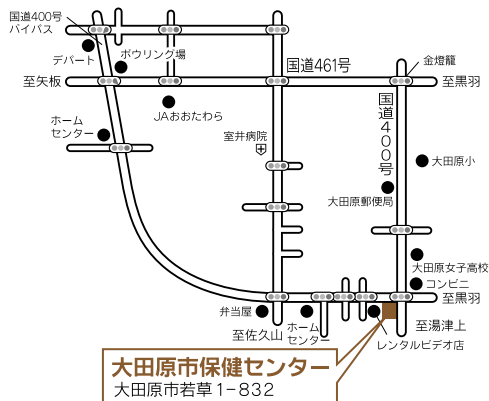 国道400号
バイパス
デパート
ボウリング場
国道461号
金燈籠
至矢板
至黒羽
JAおおたわら
ホーム
センター
室井病院
国道400号
大田原小
大田原郵便局
大田原女子高校
コンビニ
至黒羽
弁当屋
至佐久山
ホーム
センター
至湯津上
レンタルビデオ店
大田原市保健センター
大田原市若草1-832